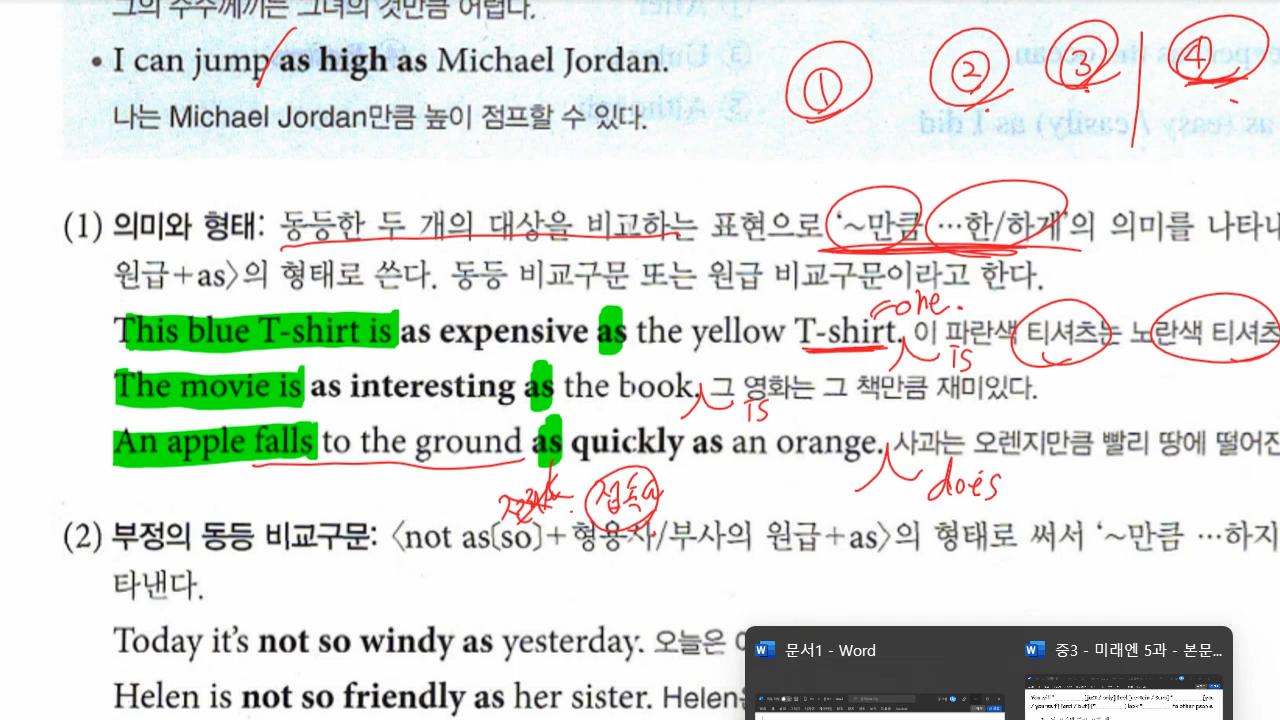 그의 수수께끼는 그녀의 것만큼 어렵다.
• I can jump as high as Michael Jordan.
나는 Michael Jordan만큼 높이 점프할 수 있다.
① ② ③ ④
(1) 의미와 형태: 동등한 두 개의 대상을 비교하는 표현으로 ‘~만큼 …한/하게’의 의미를 나타내
원급+as〉의 형태로 쓴다. 동등 비교구문 또는 원급 비교구문이라고 한다.
one.
This blue T-shirt is as expensive as the yellow T-shirt. 이 파란색 티셔츠는 노란색 티셔츠
is
The movie is as interesting as the book. 그 영화는 그 책만큼 재미있다.
is
An apple falls to the ground as quickly as an orange. 사과는 오렌지만큼 빨리 땅에 떨어진
접속사 does
(2) 부정의 동등 비교구문: 〈not as[so]+형용사/부사의 원급+as〉의 형태로 써서 ‘~만큼 …하지
타낸다.
Today it’s not so windy as yesterday. 오늘은
Helen is not so friendly as her sister. Helen은
문서1 - Word
중3 - 미래엔 5과 - 본문...